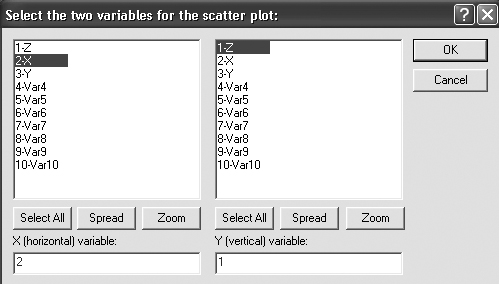 Select the two variables for the scatter plot:
1-Z
2-X
3-Y
4-Var4
5-Var5
6-Var6
7-Var7
8-Var8
9-Var9
10-Var10
Select All Spread Zoom
X (horizontal) variable:
2
1-Z
2-X
3-Y
4-Var4
5-Var5
6-Var6
7-Var7
8-Var8
9-Var9
10-Var10
Select All Spread Zoom
Y (vertical) variable:
1
OK
Cancel